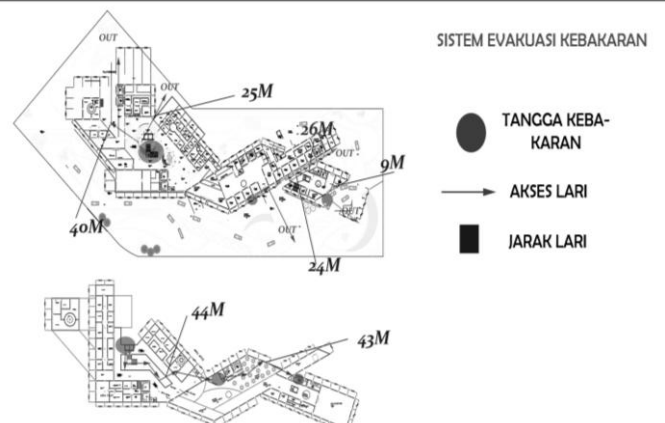 SISTEM EVAKUASI KEBAKARAN
OUT
OUT
25M
TANGGA KEBA-
KARAN
26M
OUT
9M
AKSES LARI
OUT
40M
OUT
24M
JARAK LARI
44M
43M